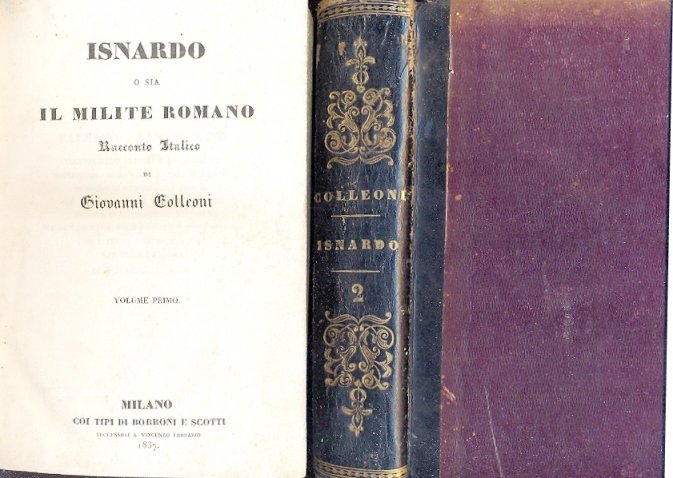 ISNARDO
O SIA
IL MILITE ROMANO
Racconto Italico
DI
Giovanni Colleoni
VOLUME PRIMO.
MILANO
COI TIPI DI BORRONI E SCOTTI
SUCCESSORI A VINCENZO FERRARIO
1837.
COLLEONI
ISNARDO
2